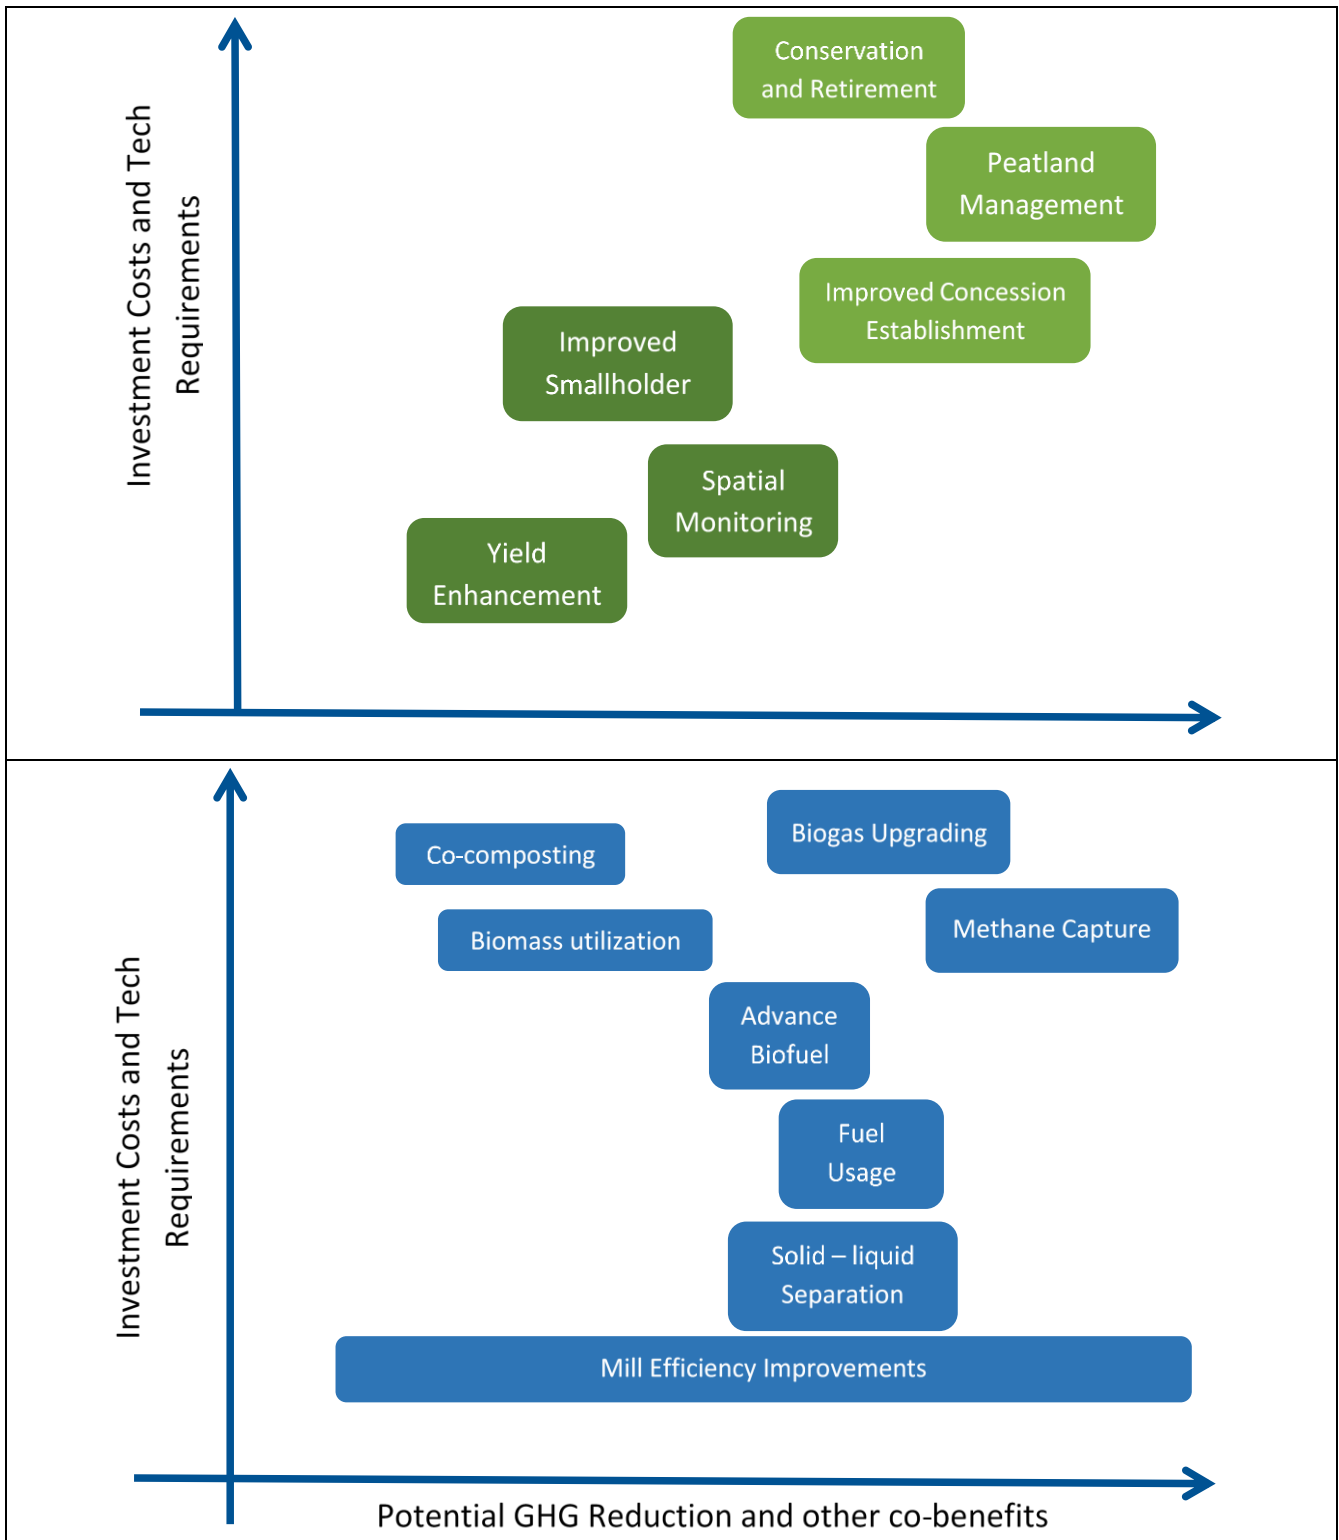 Investment Costs and Tech
Requirements
Conservation
and Retirement
Peatland
Management
Improved Concession
Establishment
Improved
Smallholder
Spatial
Monitoring
Yield
Enhancement
Investment Costs and Tech
Requirements
Biogas Upgrading
Co-composting
Methane Capture
Biomass utilization
Advance
Biofuel
Fuel
Usage
Solid – liquid
Separation
Mill Efficiency Improvements
Potential GHG Reduction and other co-benefits